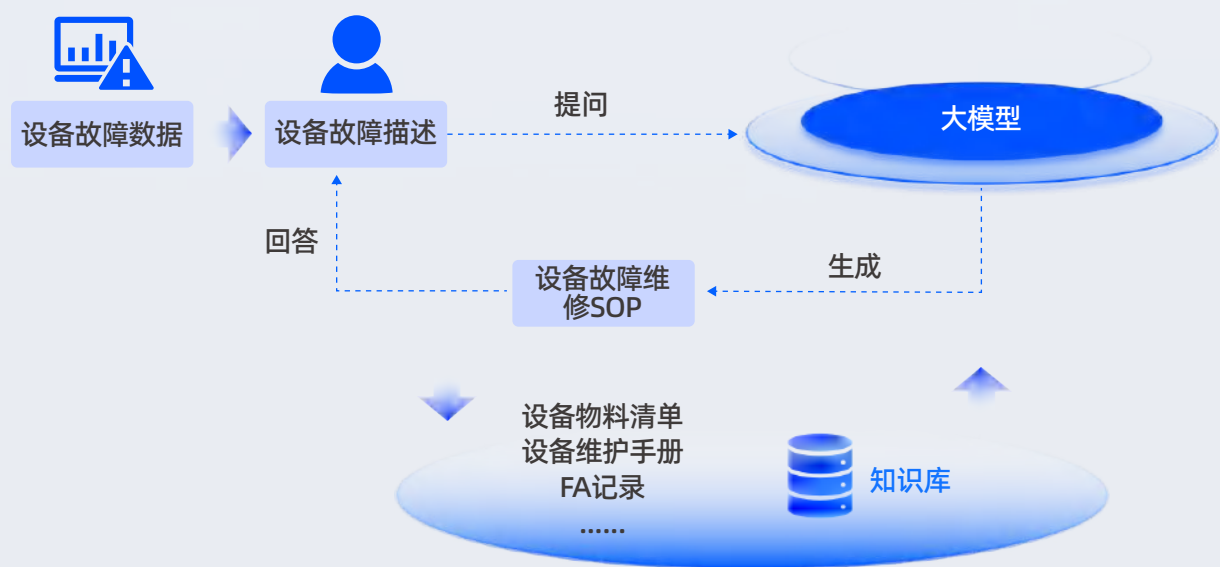 设备故障数据
设备故障描述
提问
大模型
回答
设备故障维
修SOP
生成
设备物料清单
设备维护手册
FA记录
......
知识库